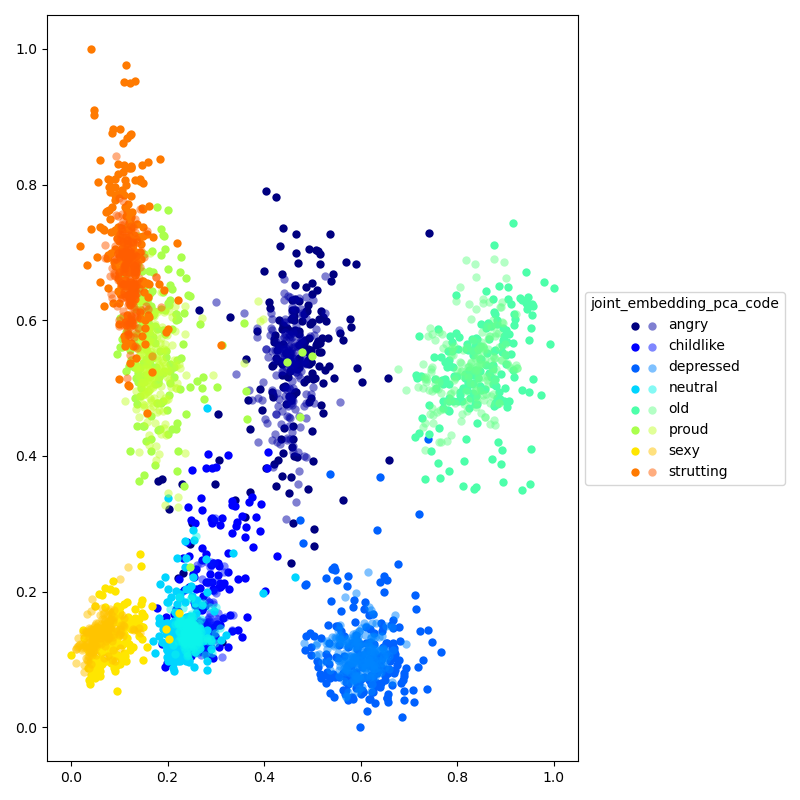 1.0
0.8
0.6
0.4
0.2
0.0
0.0 0.2 0.4 0.6 0.8 1.0
joint_embedding_pca_code
angry
childlike
depressed
neutral
old
proud
sexy
strutting